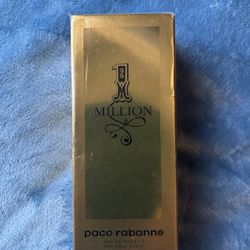 1
MILLION
paco rabanne
EAU DE TOILETTE
NATURAL SPRAY